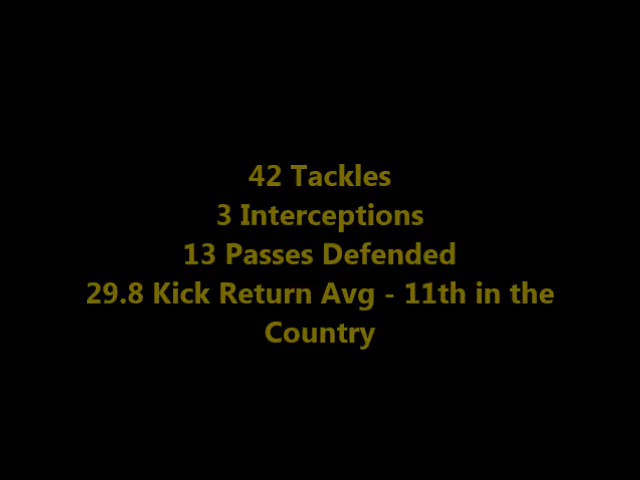 42 Tackles
3 Interceptions
13 Passes Defended
29.8 Kick Return Avg - 11th in the
Country